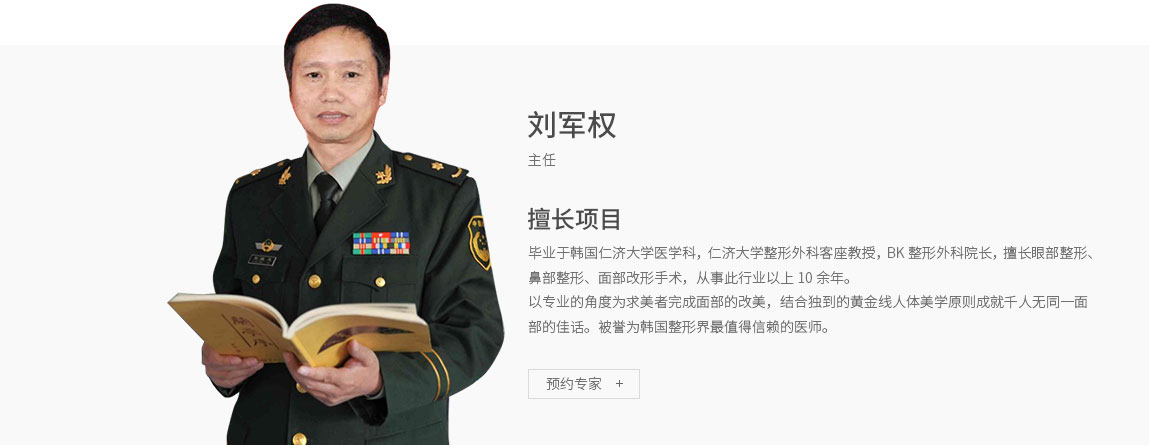 刘军权
主任
擅长项目
毕业于韩国仁济大学医学科，仁济大学整形外科客座教授，BK 整形外科院长，擅长眼部整形、
鼻部整形、面部改形手术，从事此行业以上 10 余年。
以专业的角度为求美者完成面部的改美，结合独到的黄金线人体美学原则成就千人无同一面
部的佳话。被誉为韩国整形界最值得信赖的医师。
预约专家 +